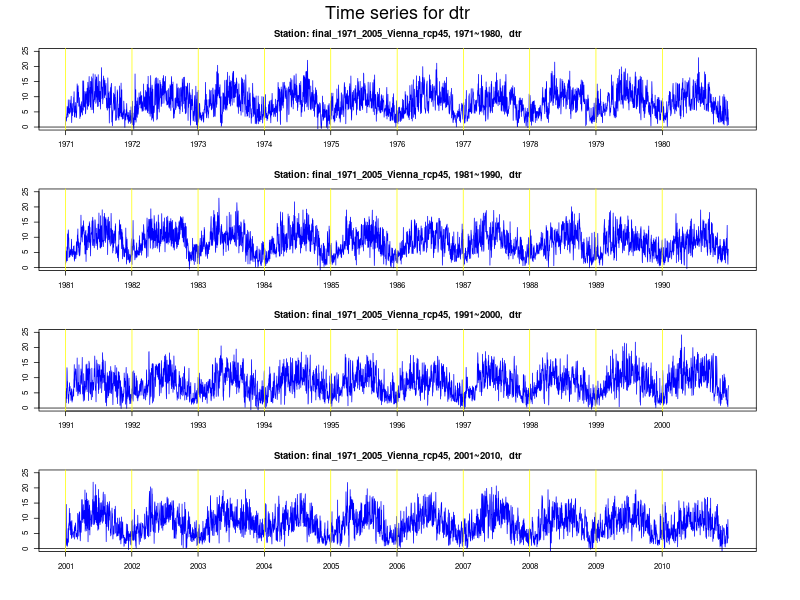 Time series for dtr
Station: final_1971_2005_Vienna_rcp45, 1971~1980, dtr
25
20
15
10
5
0
1971 1972 1973 1974 1975 1976 1977 1978 1979 1980
Station: final_1971_2005_Vienna_rcp45, 1981~1990, dtr
25
20
15
10
5
0
1981 1982 1983 1984 1985 1986 1987 1988 1989 1990
Station: final_1971_2005_Vienna_rcp45, 1991~2000, dtr
25
20
15
10
5
0
1991 1992 1993 1994 1995 1996 1997 1998 1999 2000
Station: final_1971_2005_Vienna_rcp45, 2001~2010, dtr
25
20
15
10
5
0
2001 2002 2003 2004 2005 2006 2007 2008 2009 2010